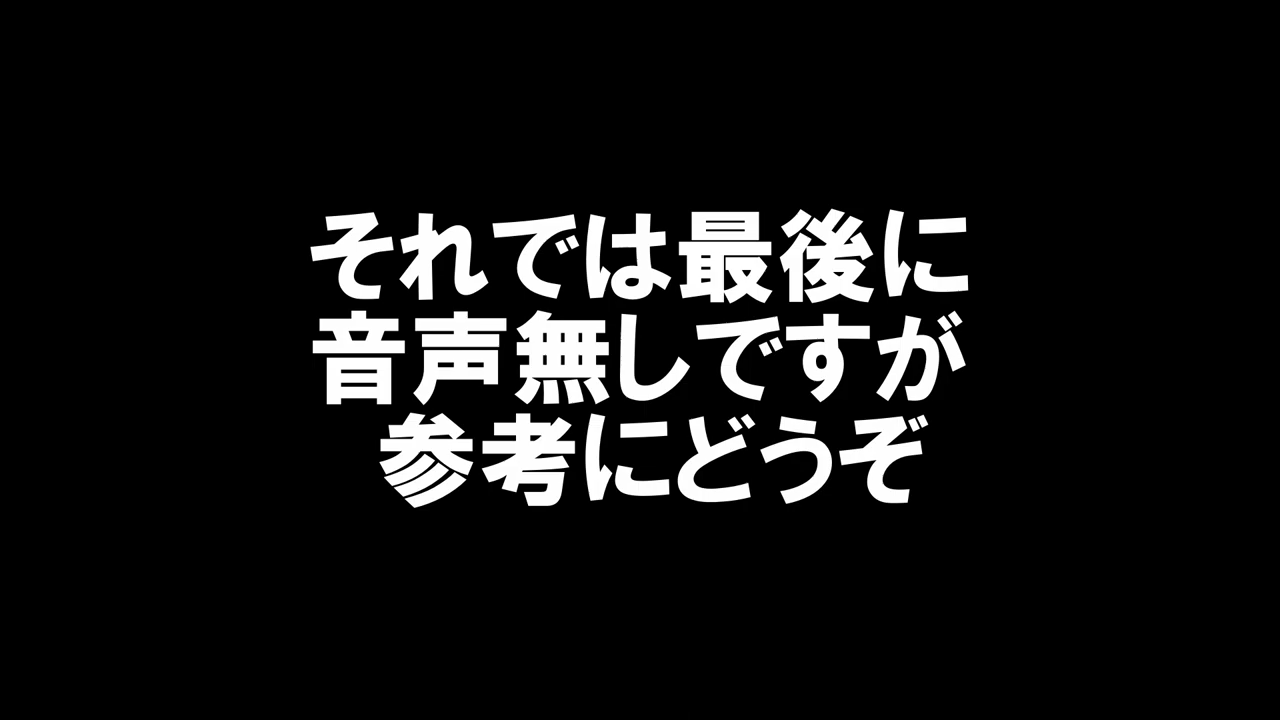 それでは最後に
音声無しですが
参考にどうぞ